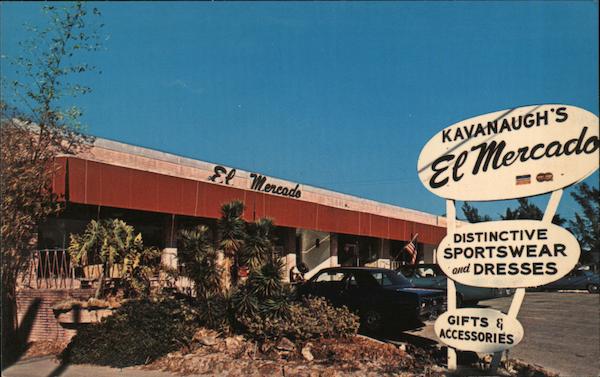 El Mercado
KAVANAUGH'S
El Mercado
DISTINCTIVE
SPORTSWEAR
and DRESSES
GIFTS &
ACCESSORIES